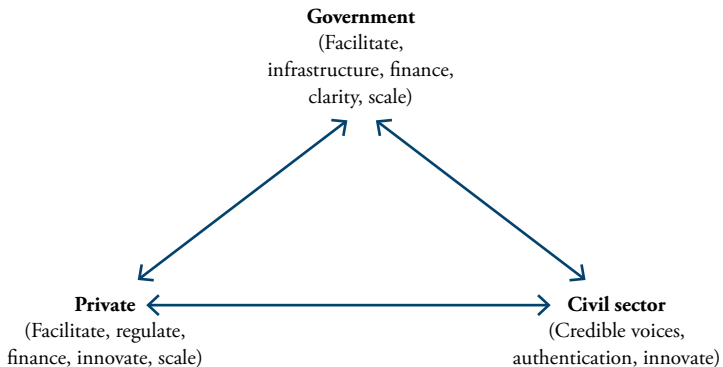 Government
(Facilitate,
infrastructure, finance,
clarity, scale)
Private
(Facilitate, regulate,
finance, innovate, scale)
Civil sector
(Credible voices,
authentication, innovate)